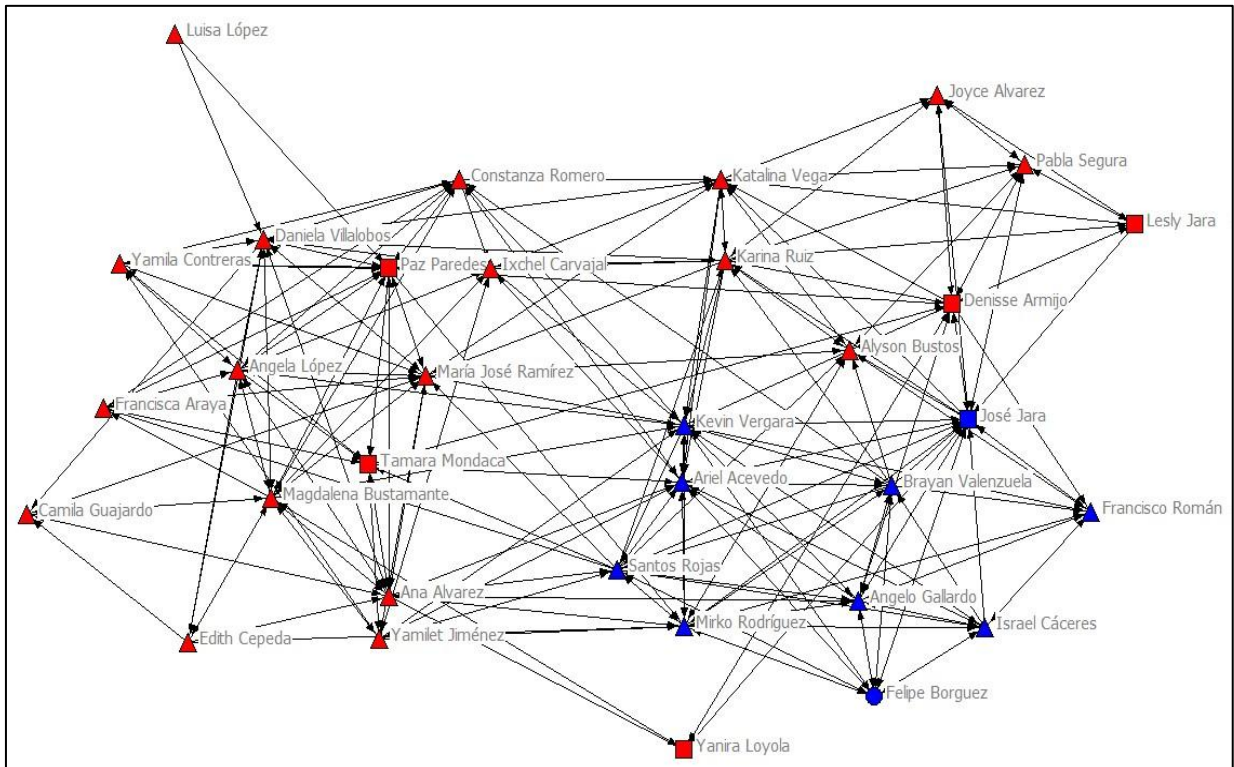 Luisa López
Joyce Alvarez
Pabla Segura
Constanza Romero
Katalina Vega
Lesly Jara
Daniela Villalobos
Yamila Contreras
Paz Paredes
Ixchel Carvajal
Karina Ruiz
Denisse Armijo
Alyson Bustos
Angela López
María José Ramírez
Francisca Araya
Kevin Vergara
José Jara
Tamara Mondaca
Ariel Acevedo
Brayan Valenzuela
Magdalena Bustamante
Camila Guajardo
Francisco Román
Santos Rojas
Ana Alvarez
Angelo Gallardo
Edith Cepeda
Yamilet Jiménez
Mirko Rodríguez
Israel Cáceres
Felipe Borguez
Yanira Loyola